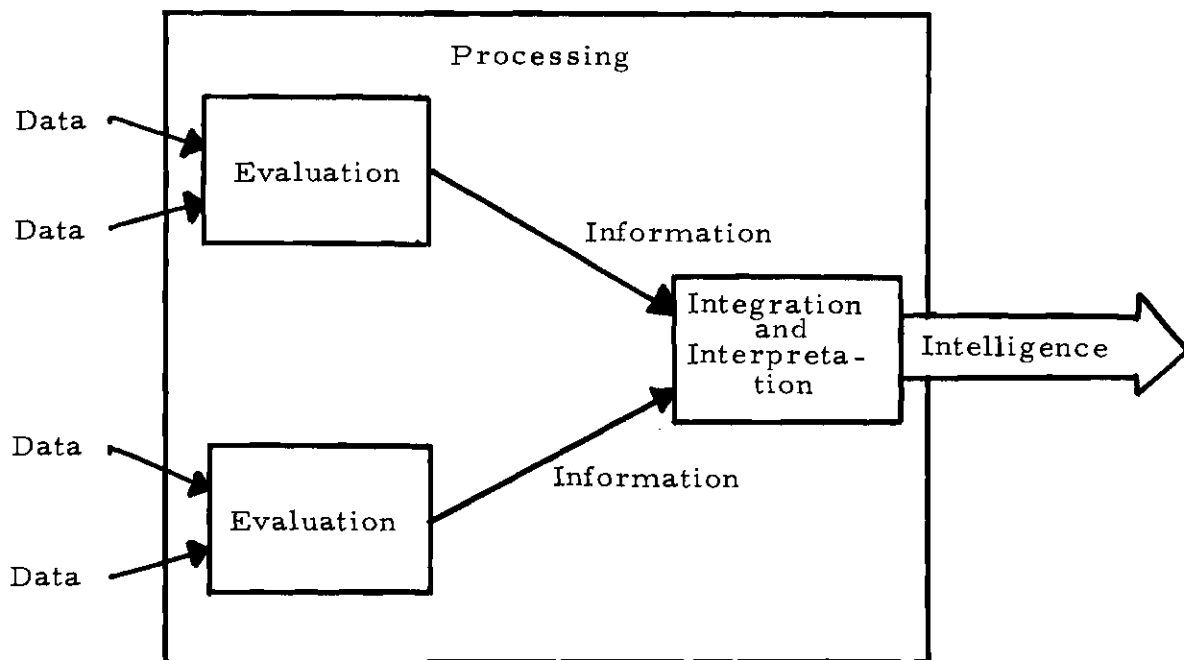 Processing
Data
Evaluation
Data
Information
Integration
and
Interpreta-
tion
Intelligence
Data
Information
Evaluation
Data